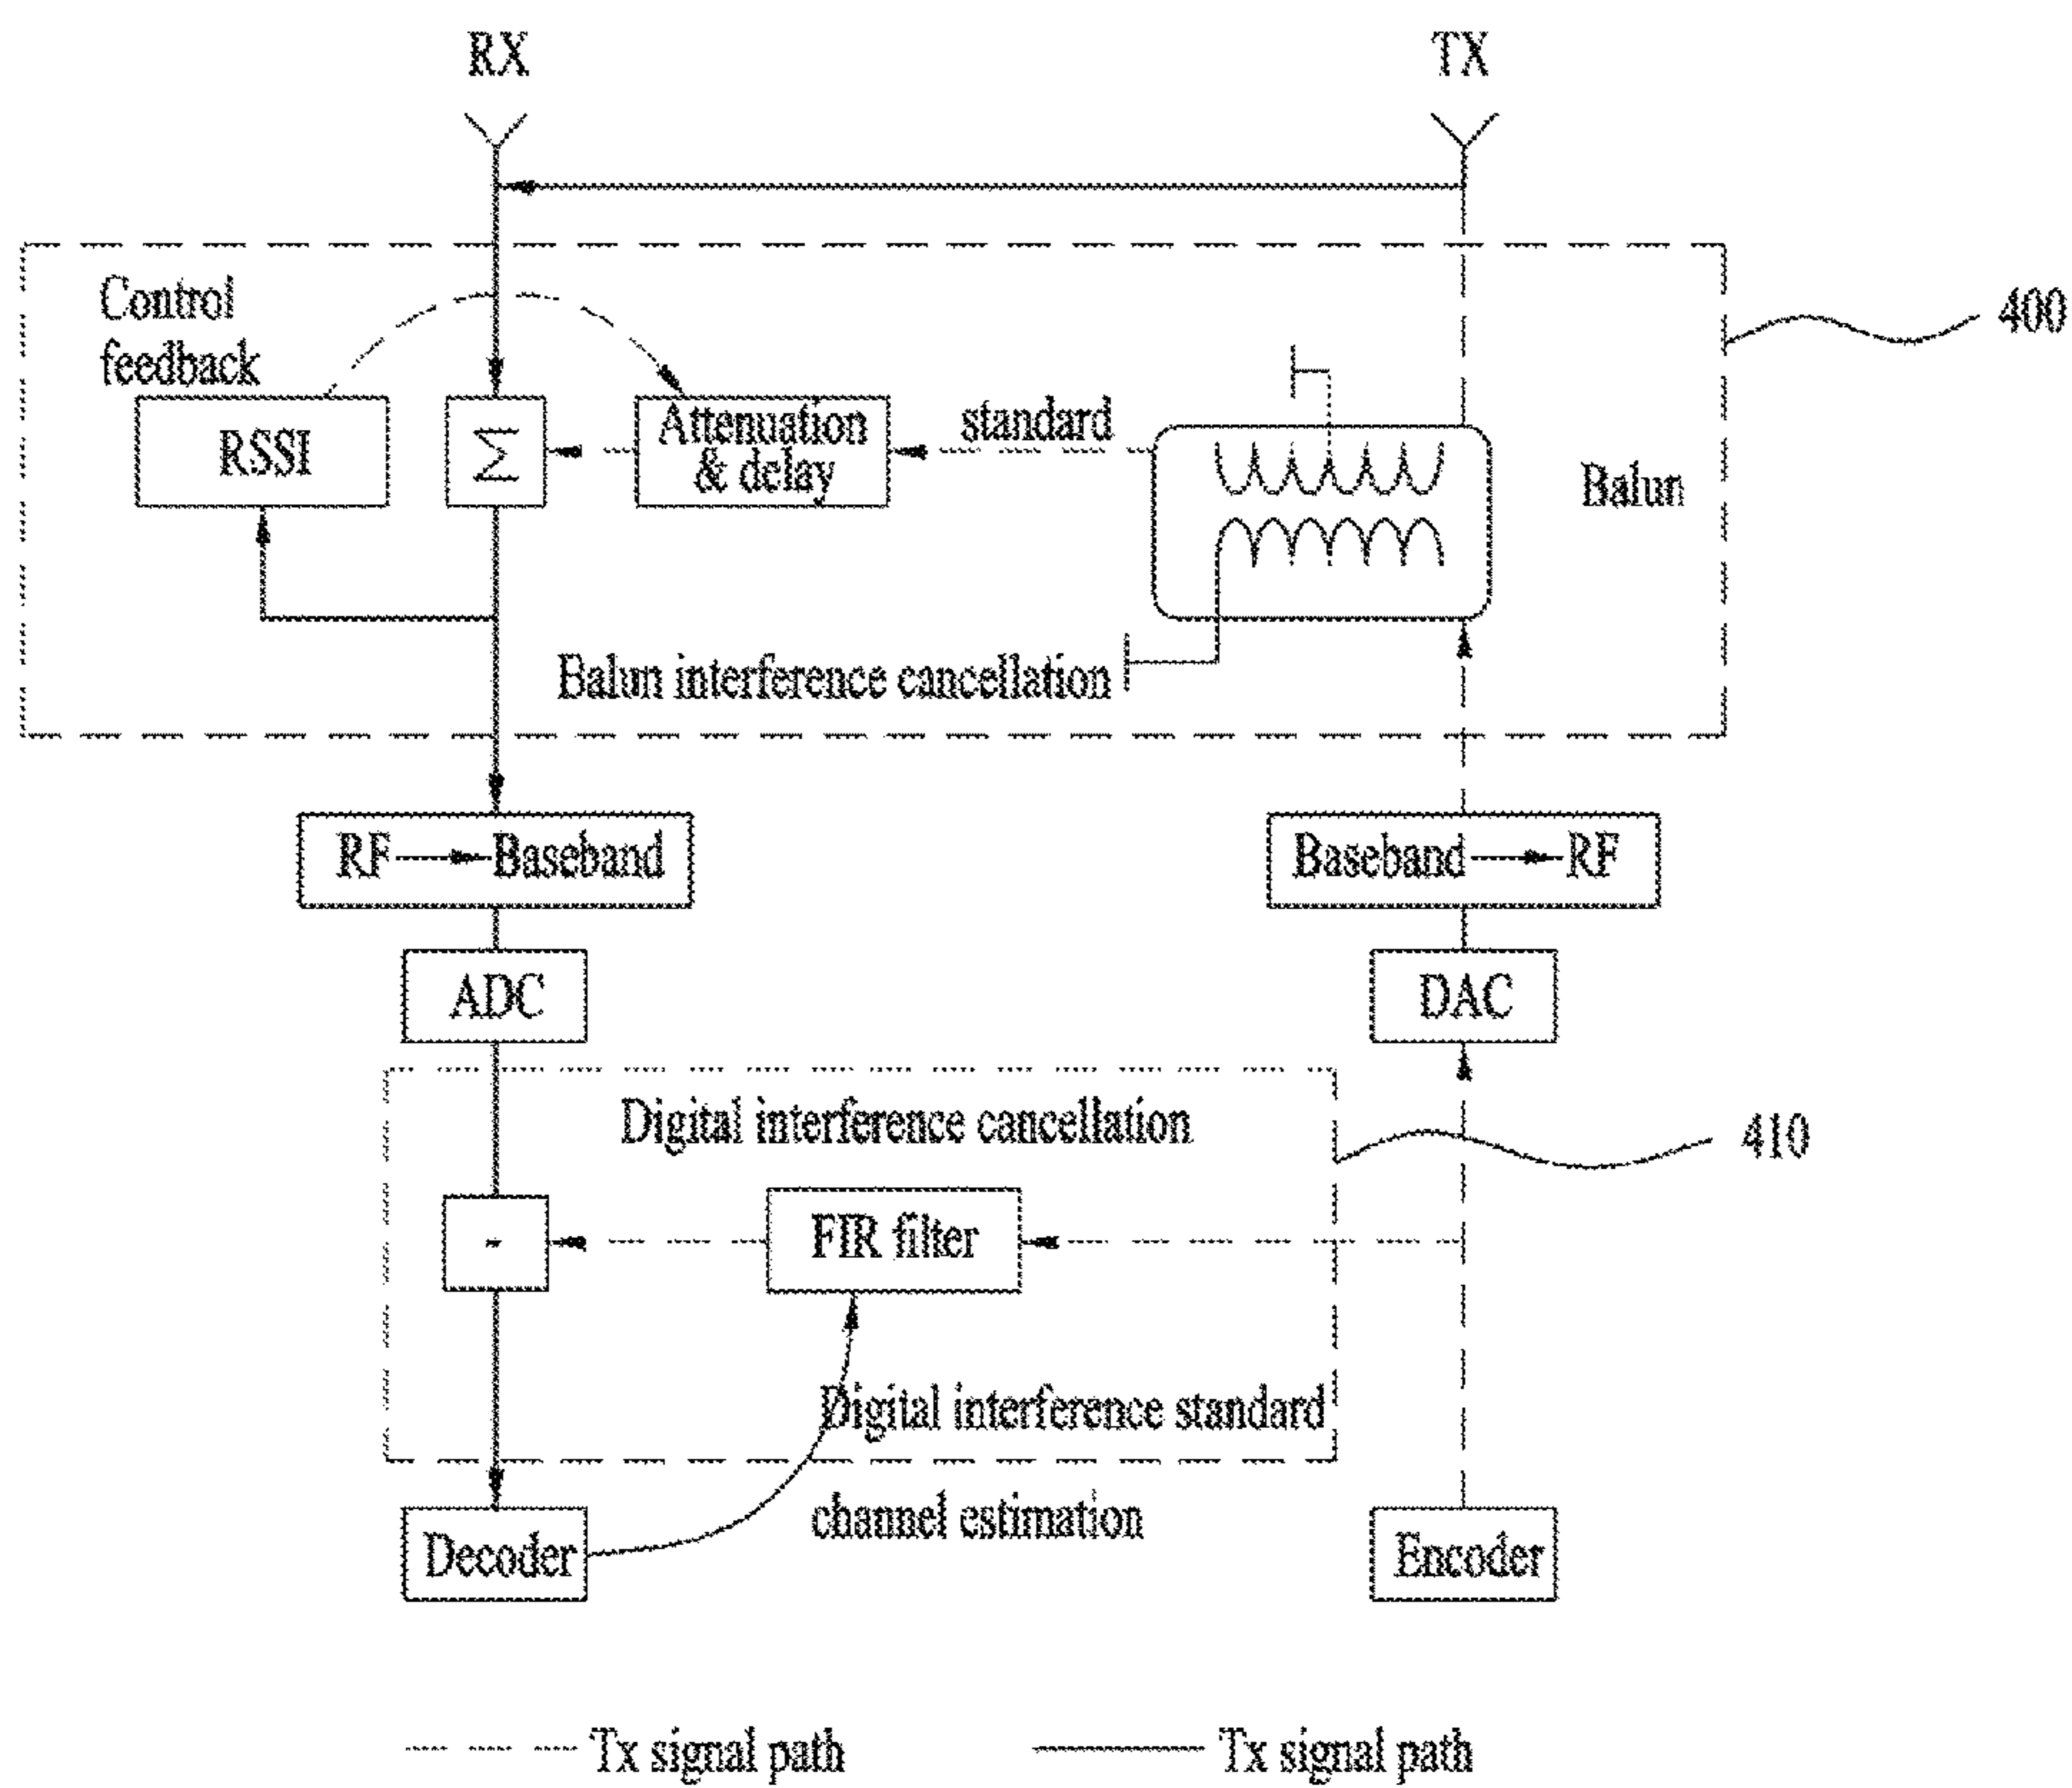 RX
TX
Control
feedback
400
RSSI
Σ
Attenuation
& delay
standard
Balun
Balun interference cancellation
RF
Baseband
Baseband
RF
ADC
DAC
Digital interference cancellation
410
-
FIR filter
Digital interference standard
channel estimation
Decoder
Encoder
Tx signal path
Tx signal path